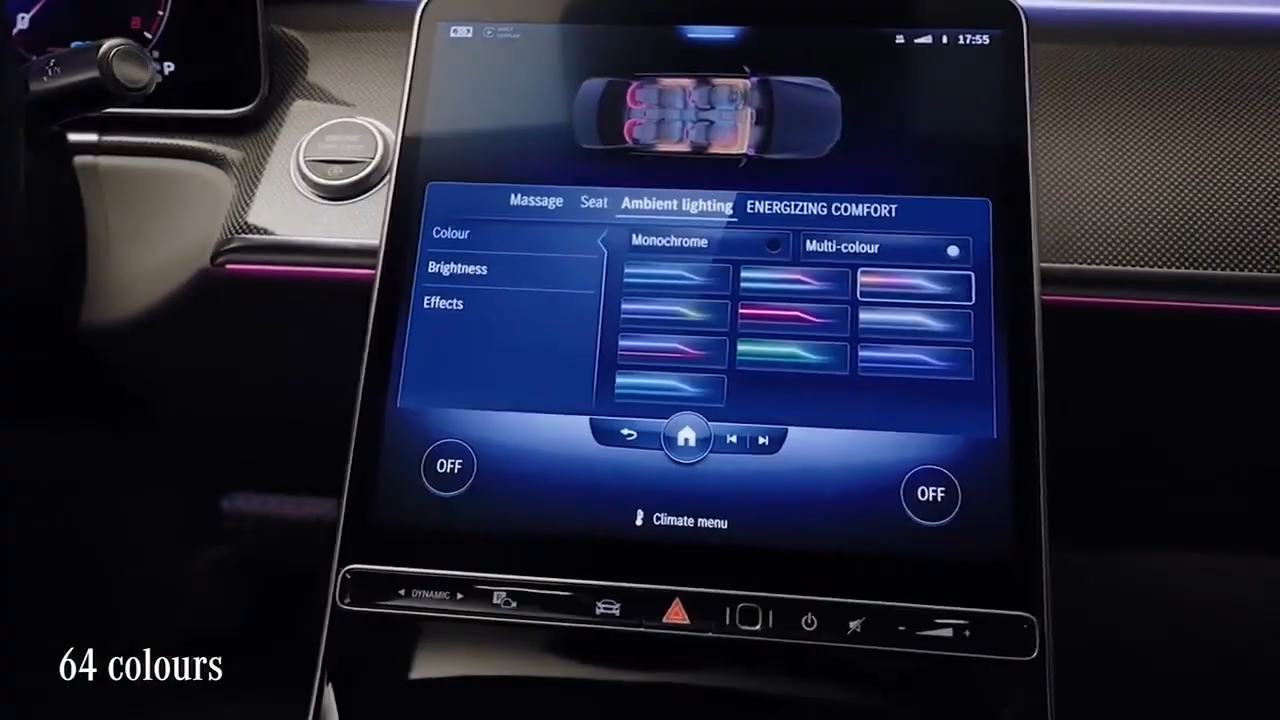 17:55
P
Massage Seat Ambient lighting ENERGIZING COMFORT
Colour
Monochrome
Multi-colour
Brightness
Effects
OFF
OFF
Climate menu
DYNAMIC
64 colours